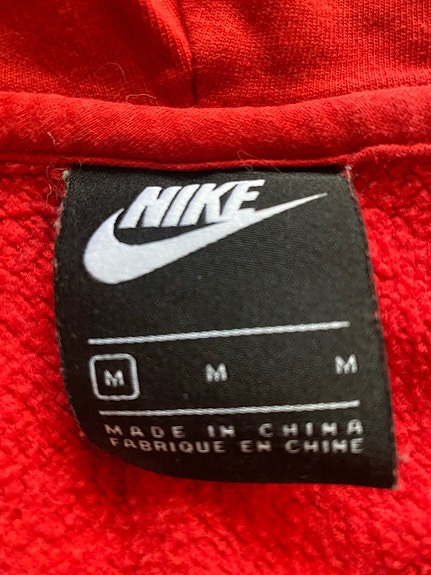 NIKE
M M M
MADE IN CHINA
FABRIQUE EN CHINE